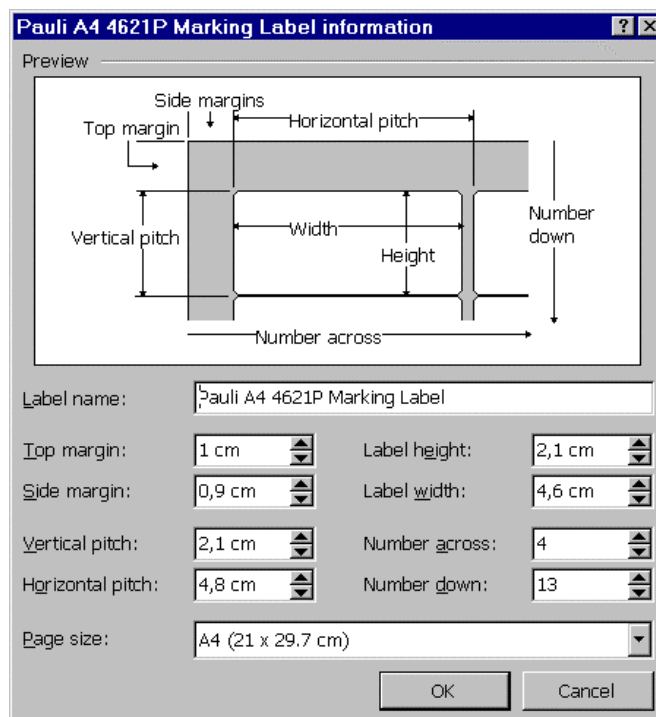 Pauli A4 4621P Marking Label information
Preview
Side margins
Top margin
Horizontal pitch
Vertical pitch
Width
Height
Number
down
Number across
Label name: Pauli A4 4621P Marking Label
Top margin: 1 cm Label height: 2,1 cm
Side margin: 0,9 cm Label width: 4,6 cm
Vertical pitch: 2,1 cm Number across: 4
Horizontal pitch: 4,8 cm Number down: 13
Page size: A4 (21 x 29.7 cm)
OK Cancel